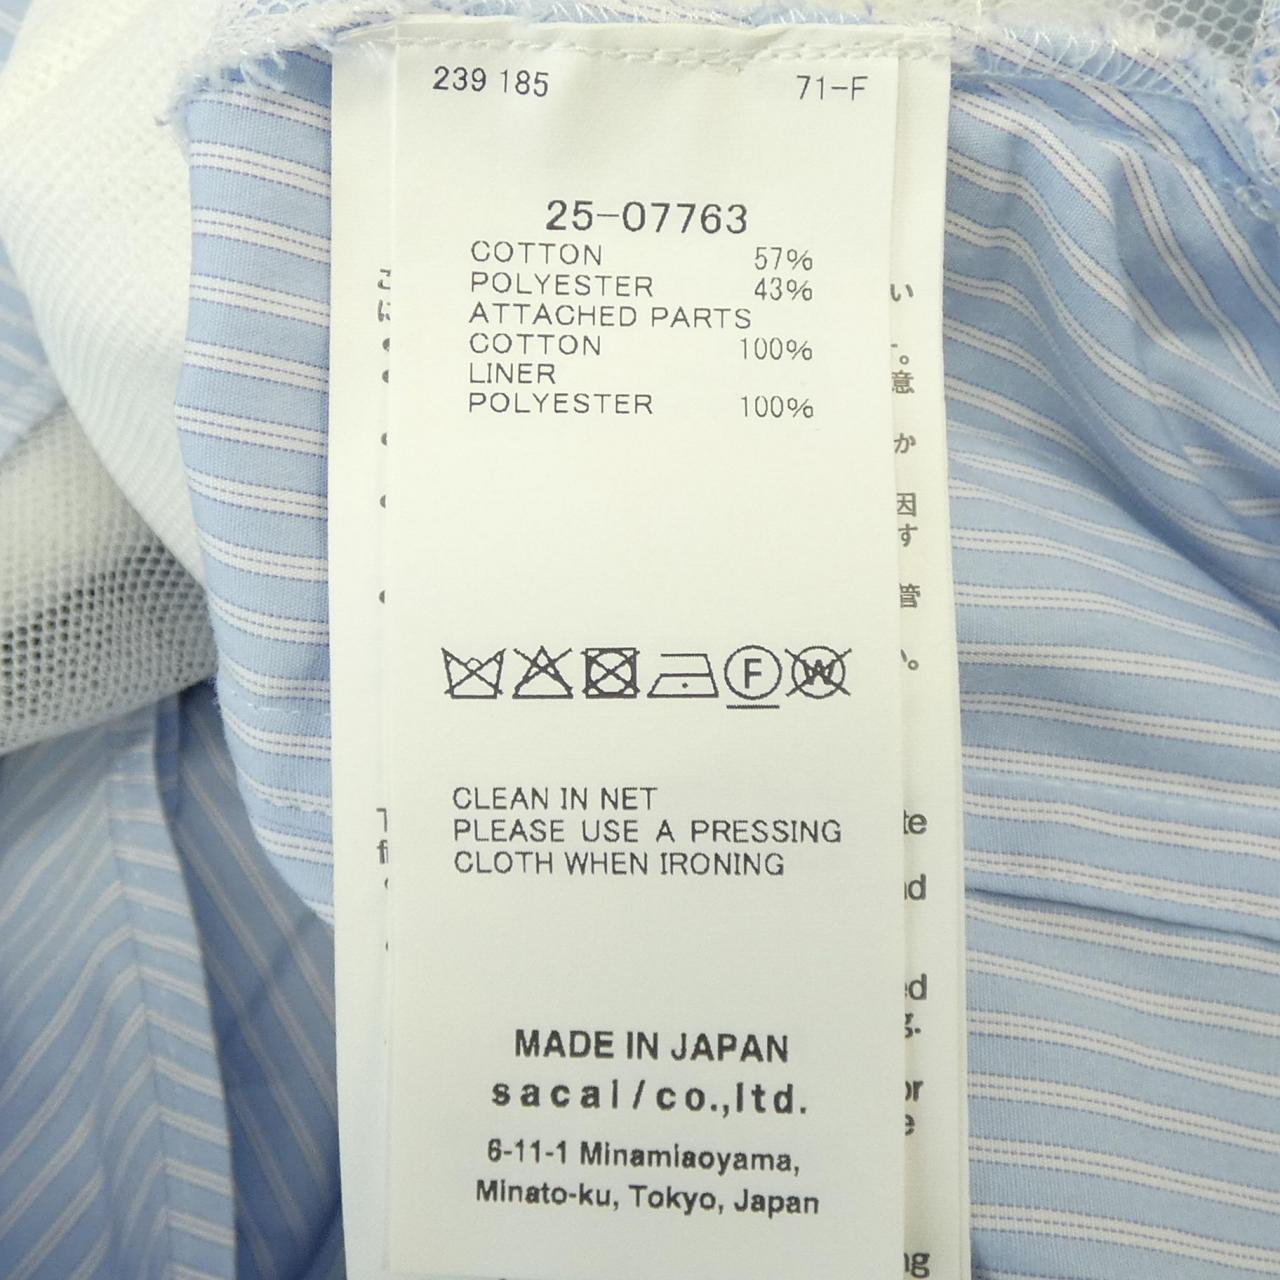 239 185 71-F
25-07763
COTTON 57%
POLYESTER 43%
ATTACHED PARTS
COTTON 100%
LINER
POLYESTER 100%
F W
CLEAN IN NET
PLEASE USE A PRESSING
CLOTH WHEN IRONING
MADE IN JAPAN
sacai/co.,ltd.
6-11-1 Minamiaoyama,
Minato-ku, Tokyo, Japan